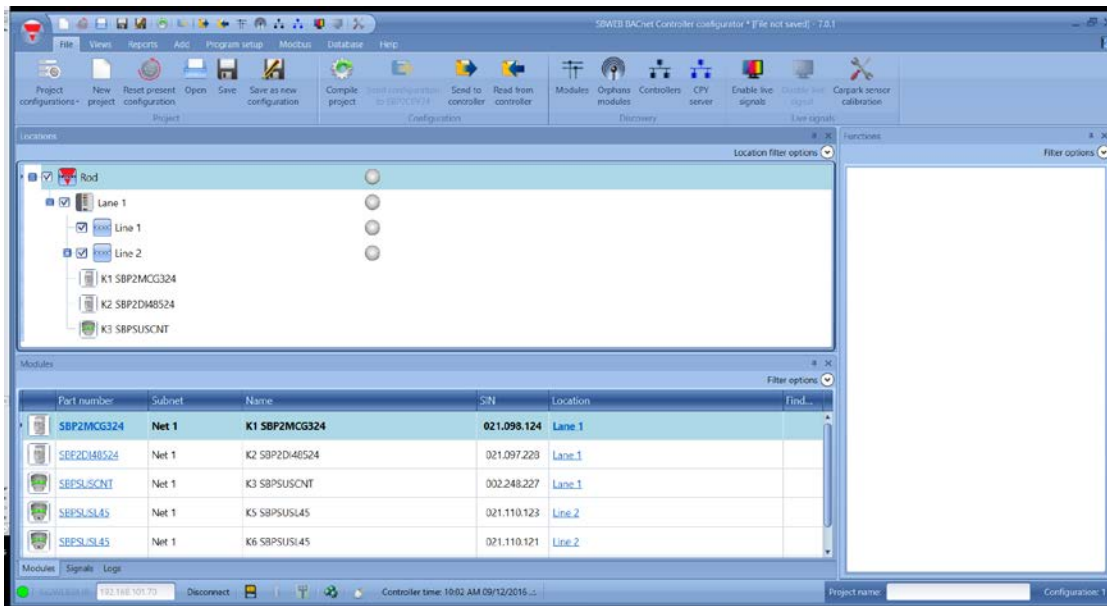 SBWEB BACnet Controller configurator * [File not saved] - 7.0.1
File Views Reports Add Program setup Modbus Database Help
Project configurations
New project
Reset present configuration
Open
Save
Save as new configuration
Compile project
Send to controller
Read from controller
Modules
Orphans modules
Controllers
CPY server
Enable live signals
Carpark sensor calibration
Project
Configuration
Discovery
Live signals
Locations
Location filter options
Rod
Lane 1
Line 1
Line 2
K1 SBP2MCG324
K2 SBP2DI48524
K3 SBPSUSCNT
Functions
Filter options
Modules
Filter options
Part number Subnet Name SIN Location Find...
SBP2MCG324 Net 1 K1 SBP2MCG324 021.098.124 Lane 1
SBP2DI48524 Net 1 K2 SBP2DI48524 021.097.228 Lane 1
SBPSUSCNT Net 1 K3 SBPSUSCNT 002.248.227 Lane 1
SBPSUSL45 Net 1 K5 SBPSUSL45 021.110.123 Line 2
SBPSUSL45 Net 1 K6 SBPSUSL45 021.110.121 Line 2
Modules Signals Logs
192.168.101.70 Disconnect Controller time: 10:02 AM 09/12/2016 Project name: Configuration: 1